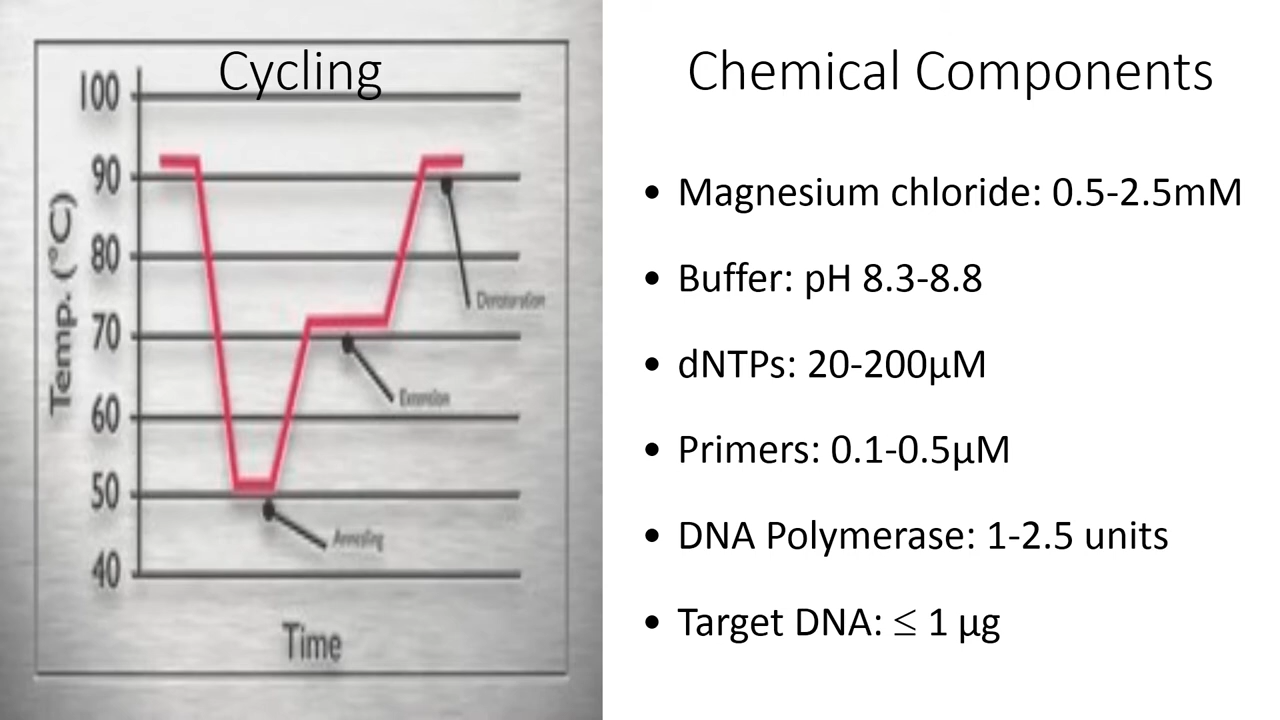 Cycling
100
90
80
70
60
50
40
Temp. (°C)
Denaturation
Extension
Annealing
Time
Chemical Components
• Magnesium chloride: 0.5-2.5mM
• Buffer: pH 8.3-8.8
• dNTPs: 20-200µM
• Primers: 0.1-0.5µM
• DNA Polymerase: 1-2.5 units
• Target DNA: ≤ 1 µg